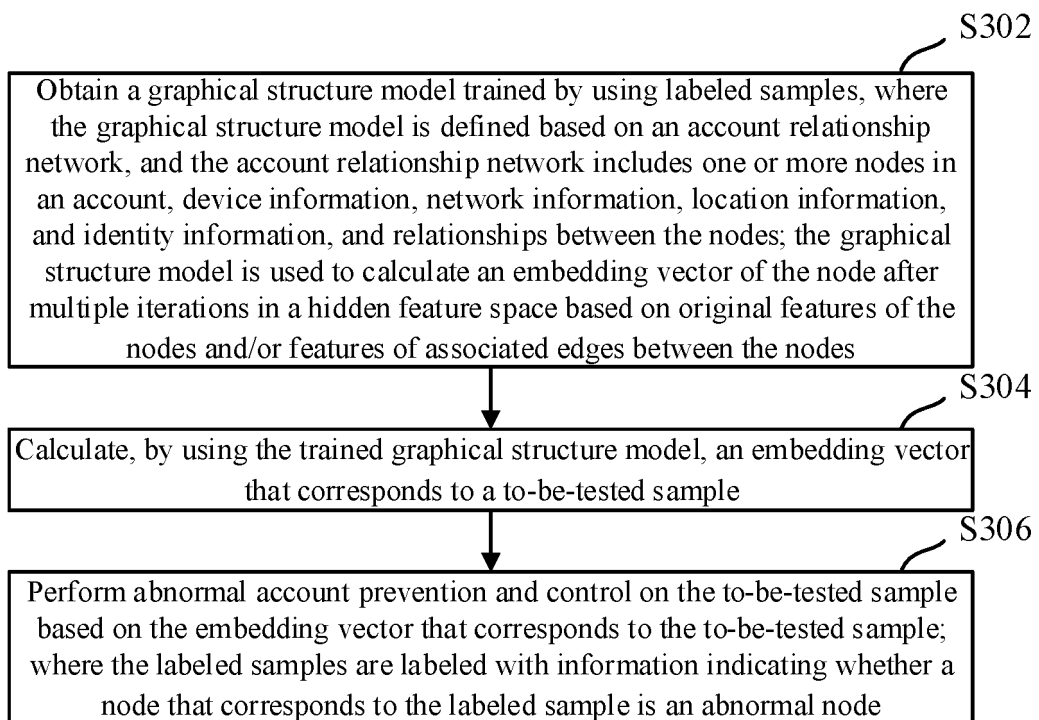 S302
Obtain a graphical structure model trained by using labeled samples, where
the graphical structure model is defined based on an account relationship
network, and the account relationship network includes one or more nodes in
an account, device information, network information, location information,
and identity information, and relationships between the nodes; the graphical
structure model is used to calculate an embedding vector of the node after
multiple iterations in a hidden feature space based on original features of the
nodes and/or features of associated edges between the nodes
S304
Calculate, by using the trained graphical structure model, an embedding vector
that corresponds to a to-be-tested sample
S306
Perform abnormal account prevention and control on the to-be-tested sample
based on the embedding vector that corresponds to the to-be-tested sample;
where the labeled samples are labeled with information indicating whether a
node that corresponds to the labeled sample is an abnormal node